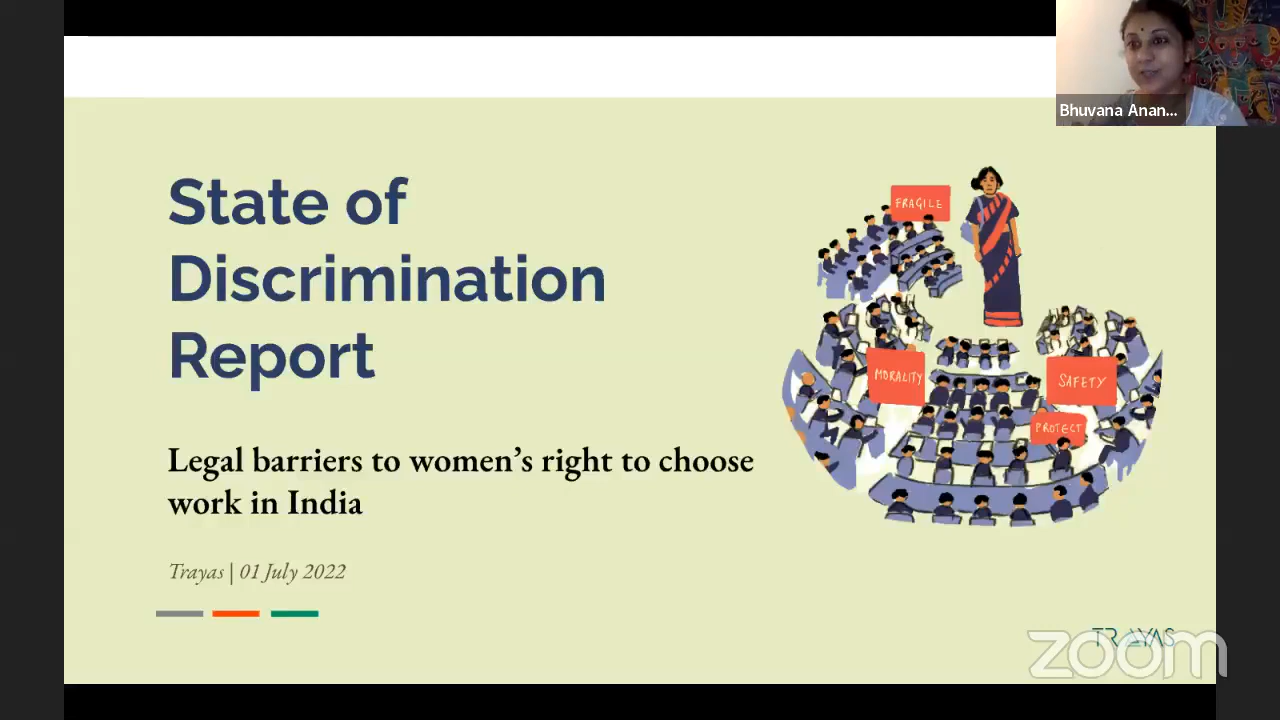 Bhuvana Anan...
State of
Discrimination
Report
FRAGILE
MORALITY
SAFETY
PROTECT
Legal barriers to women’s right to choose
work in India
Trayas | 01 July 2022
TRAYAS
zoom